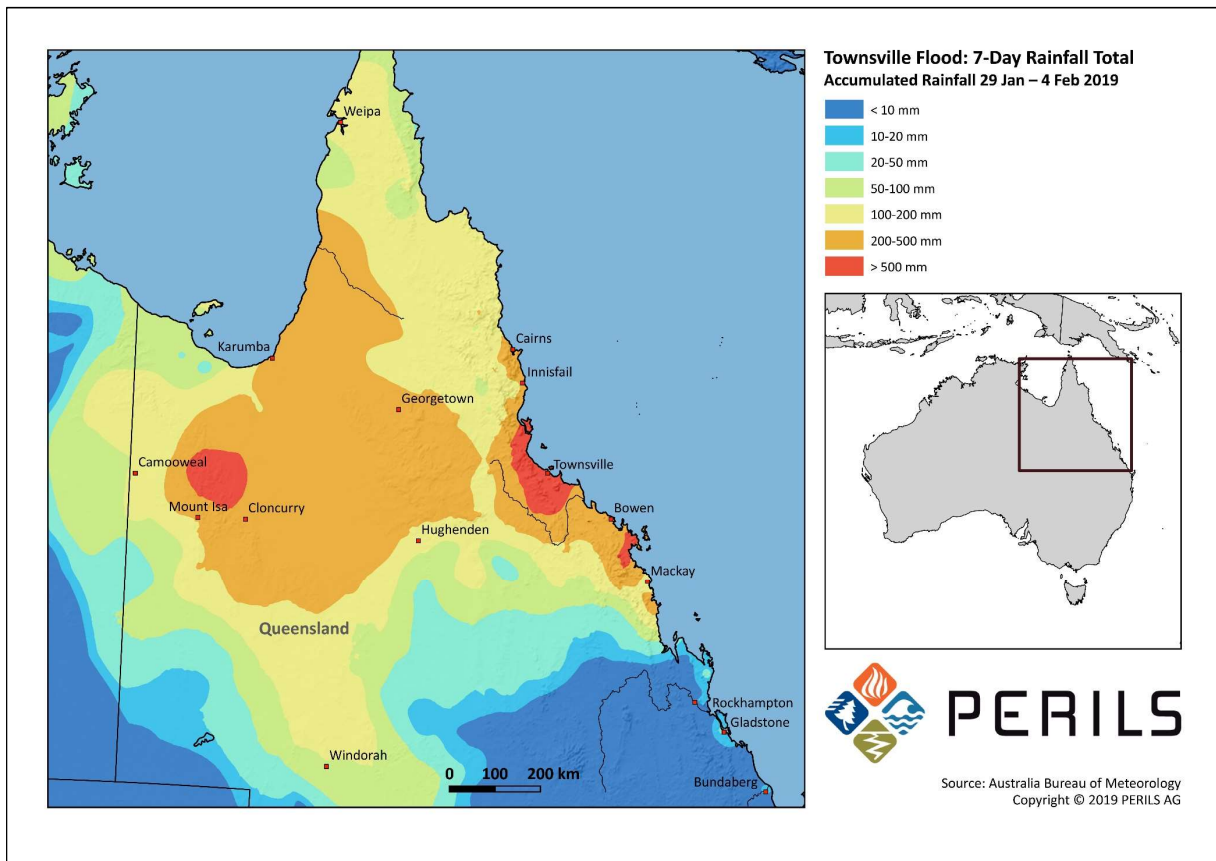 Townsville Flood: 7-Day Rainfall Total
Accumulated Rainfall 29 Jan – 4 Feb 2019
< 10 mm
10-20 mm
20-50 mm
50-100 mm
100-200 mm
200-500 mm
> 500 mm
Weipa
Karumba
Cairns
Innisfail
Georgetown
Camooweal
Townsville
Mount Isa
Cloncurry
Bowen
Hughenden
Mackay
Queensland
Rockhampton
Gladstone
Windorah
0 100 200 km
Bundaberg
PERILS
Source: Australia Bureau of Meteorology
Copyright © 2019 PERILS AG